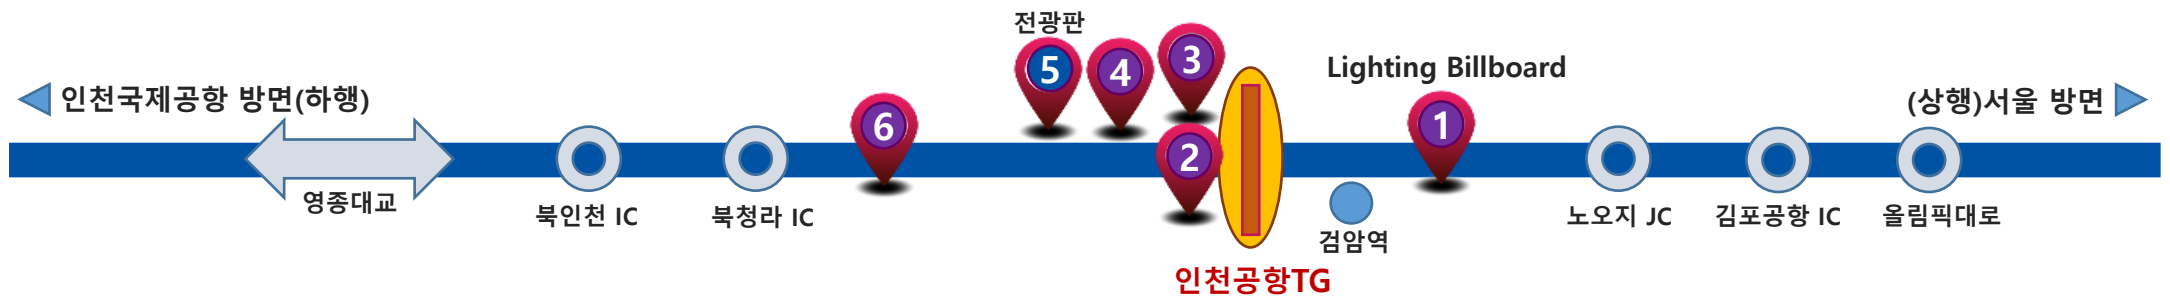 전광판
5
4
3
Lighting Billboard
인천국제공항 방면(하행)
(상행)서울 방면
6
2
1
영종대교
북인천 IC
북청라 IC
노오지 JC
김포공항 IC
올림픽대로
검암역
인천공항TG